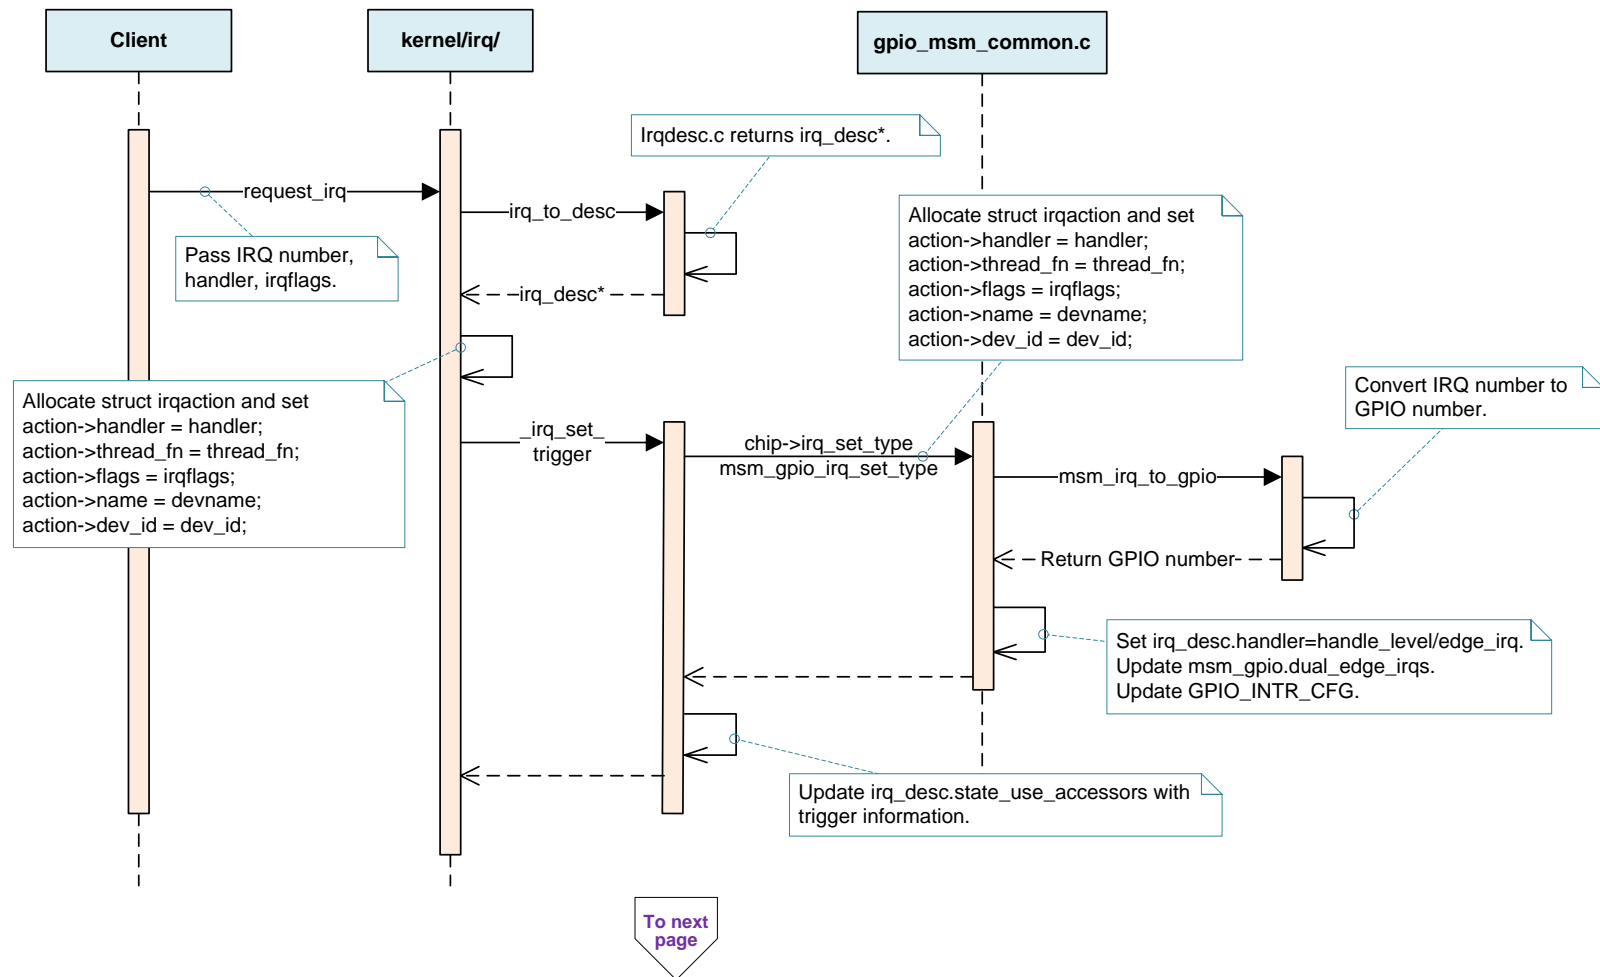 Client
kernel/irq/
gpio_msm_common.c
Irqdesc.c returns irq_desc*.
request_irq
irq_to_desc
Pass IRQ number,
handler, irqflags.
irq_desc*
Allocate struct irqaction and set
action->handler = handler;
action->thread_fn = thread_fn;
action->flags = irqflags;
action->name = devname;
action->dev_id = dev_id;
Allocate struct irqaction and set
action->handler = handler;
action->thread_fn = thread_fn;
action->flags = irqflags;
action->name = devname;
action->dev_id = dev_id;
Convert IRQ number to
GPIO number.
_irq_set_
trigger
chip->irq_set_type
msm_gpio_irq_set_type
msm_irq_to_gpio
Return GPIO number
Set irq_desc.handler=handle_level/edge_irq.
Update msm_gpio.dual_edge_irqs.
Update GPIO_INTR_CFG.
Update irq_desc.state_use_accessors with
trigger information.
To next
page